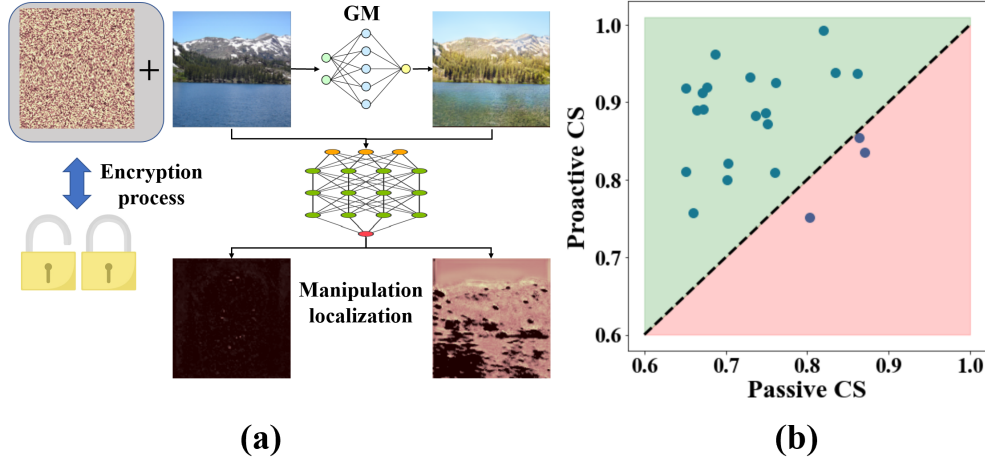 GM
+
Encryption
process
Manipulation
localization
(a)
Proactive CS
1.0
0.9
0.8
0.7
0.6
0.6 0.7 0.8 0.9 1.0
Passive CS
(b)